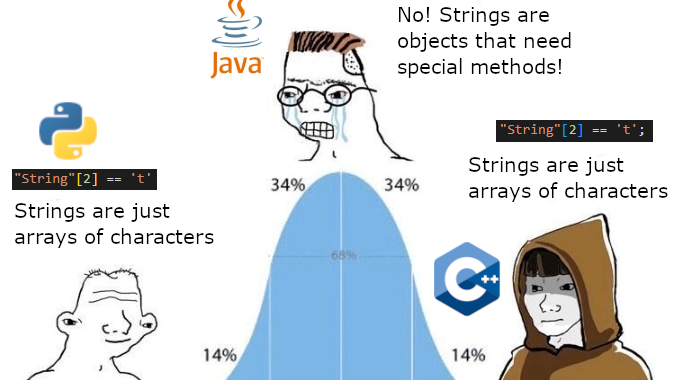 Java
No! Strings are
objects that need
special methods!
"String"[2] == 't'
Strings are just
arrays of characters
"String"[2] == 't';
Strings are just
arrays of characters
34%
34%
68%
C++
14%
14%